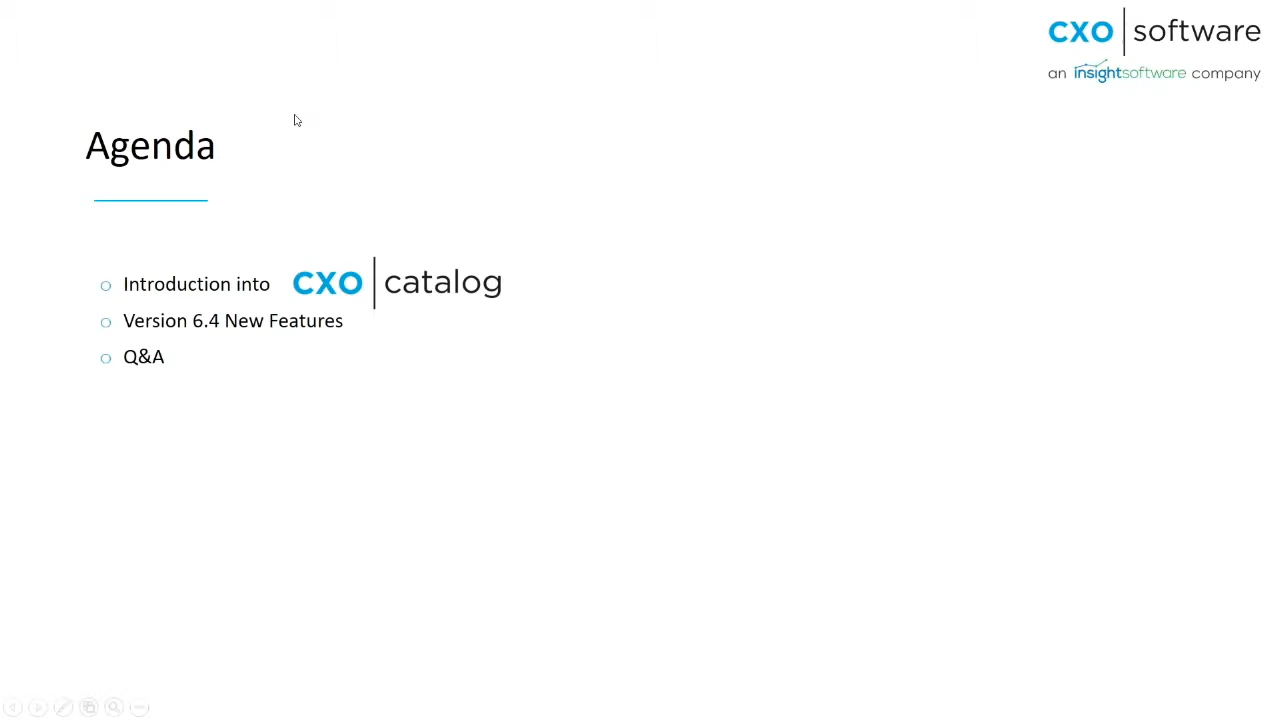 CXO software
an insightsoftware company
Agenda
Introduction into CXO catalog
Version 6.4 New Features
Q&A